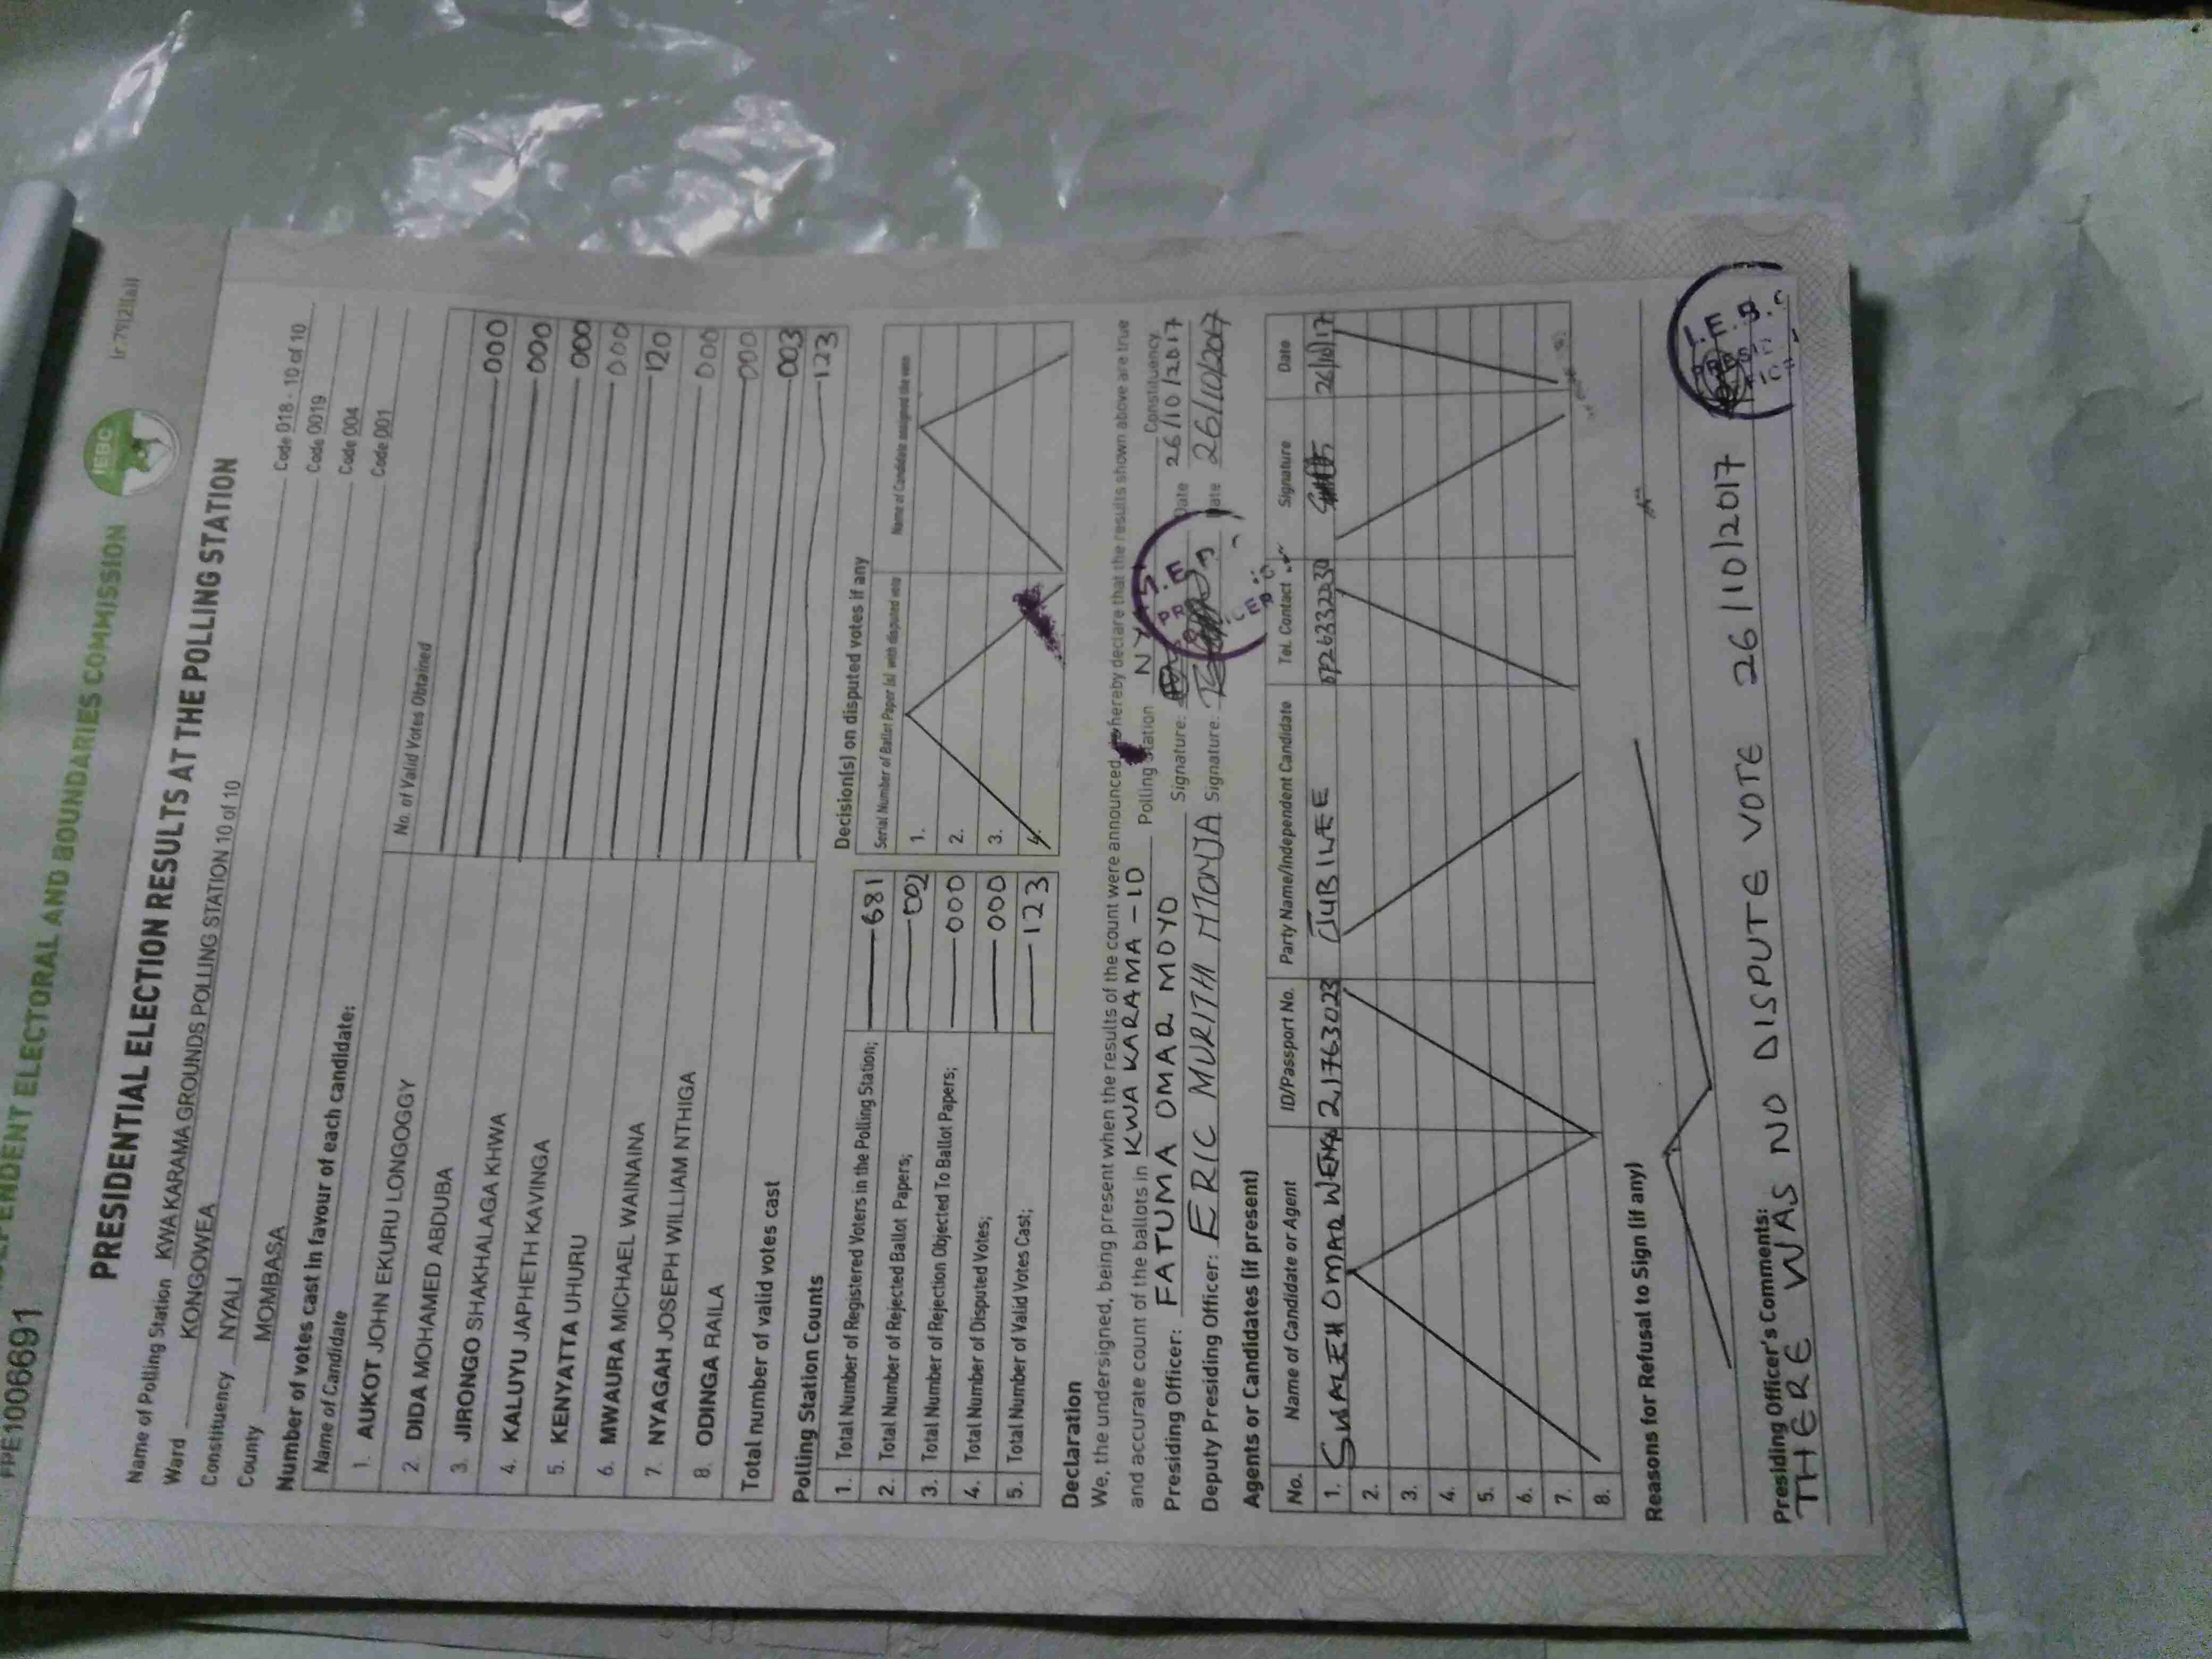 PRE1006691
INDEPENDENT ELECTORAL AND BOUNDARIES COMMISSION
IEBC
PRESIDENTIAL ELECTION RESULTS AT THE POLLING STATION
Name of Polling Station KWA KARAMA GROUNDS POLLING STATION 10 of 10 Code 018 - 10 of 10
Ward KONGOWEA Code 0019
Constituency NYALI Code 004
County MOMBASA Code 001
Number of votes cast in favour of each candidate:
Name of Candidate No. of Valid Votes Obtained
1. AUKOT JOHN EKURU LONGOGGY 000
2. DIDA MOHAMED ABDUBA 000
3. JIRONGO SHAKHALAGA KHWA 000
4. KALUYU JAPHETH KAVINGA 000
5. KENYATTA UHURU 120
6. MWAURA MICHAEL WAINAINA 000
7. NYAGAH JOSEPH WILLIAM NTHIGA 000
8. ODINGA RAILA 003
Total number of valid votes cast 123
Polling Station Counts
1. Total Number of Registered Voters in the Polling Station; 681
2. Total Number of Rejected Ballot Papers; 002
3. Total Number of Rejection Objected To Ballot Papers; 000
4. Total Number of Disputed Votes; 000
5. Total Number of Valid Votes Cast; 123
Decision(s) on disputed votes if any
Serial Number of Ballot Paper (s) with disputed vote Name of Candidate assigned the vote
1.
2.
3.
4.
Declaration
We, the undersigned, being present when the results of the count were announced, do hereby declare that the results shown above are true
and accurate count of the ballots in KWA KARAMA - 10 Polling Station Constituency
Presiding Officer: FATUMA OMAR MOYO Signature: Date 26/10/2017
Deputy Presiding Officer: ERIC MURITHI MTONJA Signature: Date 26/10/2017
Agents or Candidates (if present)
No. Name of Candidate or Agent ID/Passport No. Party Name/Independent Candidate Tel. Contact Signature Date
1. SWALEH OMAR 21763023 JUBILEE 26/10/17
2.
3.
4.
5.
6.
7.
8.
Reasons for Refusal to Sign (if any)
Presiding Officer's Comments:
THERE WAS NO DISPUTE VOTE 26/10/2017